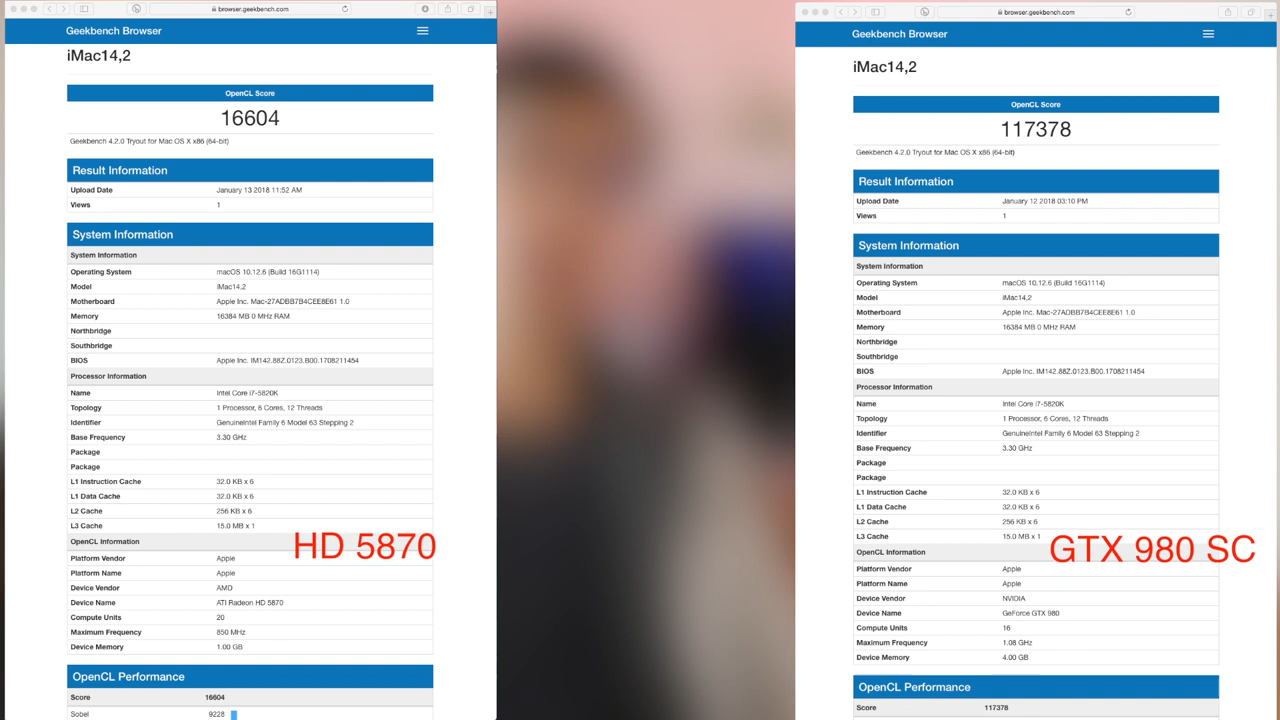 browser.geekbench.com
Geekbench Browser
iMac14,2
OpenCL Score
16604
Geekbench 4.2.0 Tryout for Mac OS X x86 (64-bit)
Result Information
Upload Date January 13 2018 11:52 AM
Views 1
System Information
System Information
Operating System macOS 10.12.6 (Build 16G1114)
Model iMac14,2
Motherboard Apple Inc. Mac-27ADBB7B4CEE8E61 1.0
Memory 16384 MB 0 MHz RAM
Northbridge
Southbridge
BIOS Apple Inc. IM142.88Z.0123.B00.1708211454
Processor Information
Name Intel Core i7-5820K
Topology 1 Processor, 6 Cores, 12 Threads
Identifier GenuineIntel Family 6 Model 63 Stepping 2
Base Frequency 3.30 GHz
Package
Package
L1 Instruction Cache 32.0 KB x 6
L1 Data Cache 32.0 KB x 6
L2 Cache 256 KB x 6
L3 Cache 15.0 MB x 1
OpenCL Information
HD 5870
Platform Vendor Apple
Platform Name Apple
Device Vendor AMD
Device Name ATI Radeon HD 5870
Compute Units 20
Maximum Frequency 850 MHz
Device Memory 1.00 GB
OpenCL Performance
Score 16604
Sobel 9228
browser.geekbench.com
Geekbench Browser
iMac14,2
OpenCL Score
117378
Geekbench 4.2.0 Tryout for Mac OS X x86 (64-bit)
Result Information
Upload Date January 12 2018 03:10 PM
Views 1
System Information
System Information
Operating System macOS 10.12.6 (Build 16G1114)
Model iMac14,2
Motherboard Apple Inc. Mac-27ADBB7B4CEE8E61 1.0
Memory 16384 MB 0 MHz RAM
Northbridge
Southbridge
BIOS Apple Inc. IM142.88Z.0123.B00.1708211454
Processor Information
Name Intel Core i7-5820K
Topology 1 Processor, 6 Cores, 12 Threads
Identifier GenuineIntel Family 6 Model 63 Stepping 2
Base Frequency 3.30 GHz
Package
Package
L1 Instruction Cache 32.0 KB x 6
L1 Data Cache 32.0 KB x 6
L2 Cache 256 KB x 6
L3 Cache 15.0 MB x 1
OpenCL Information
GTX 980 SC
Platform Vendor Apple
Platform Name Apple
Device Vendor NVIDIA
Device Name GeForce GTX 980
Compute Units 16
Maximum Frequency 1.08 GHz
Device Memory 4.00 GB
OpenCL Performance
Score 117378